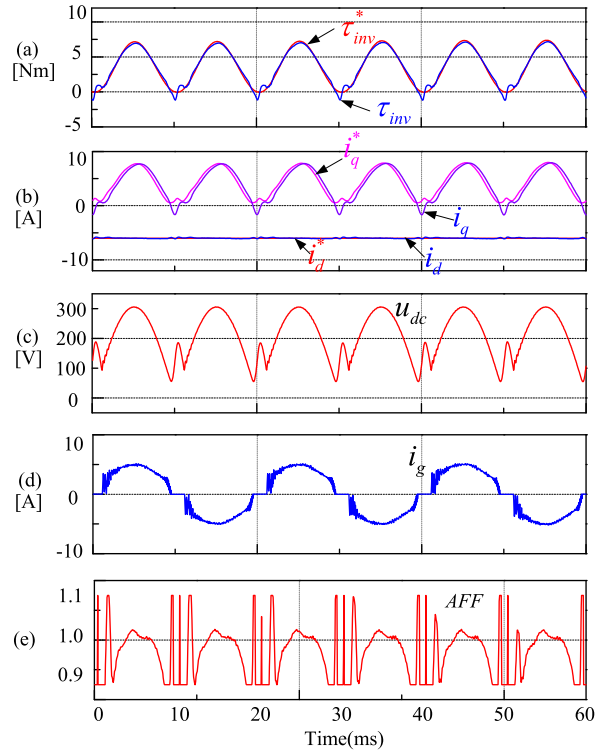 (a)
[Nm]
10
5
0
-5
τ*inv
τinv
(b)
[A]
10
0
-10
i*q
iq
i*d
id
(c)
[V]
300
200
100
0
udc
(d)
[A]
10
0
-10
ig
(e)
1.1
1.0
0.9
AFF
0 10 20 30 40 50 60
Time(ms)